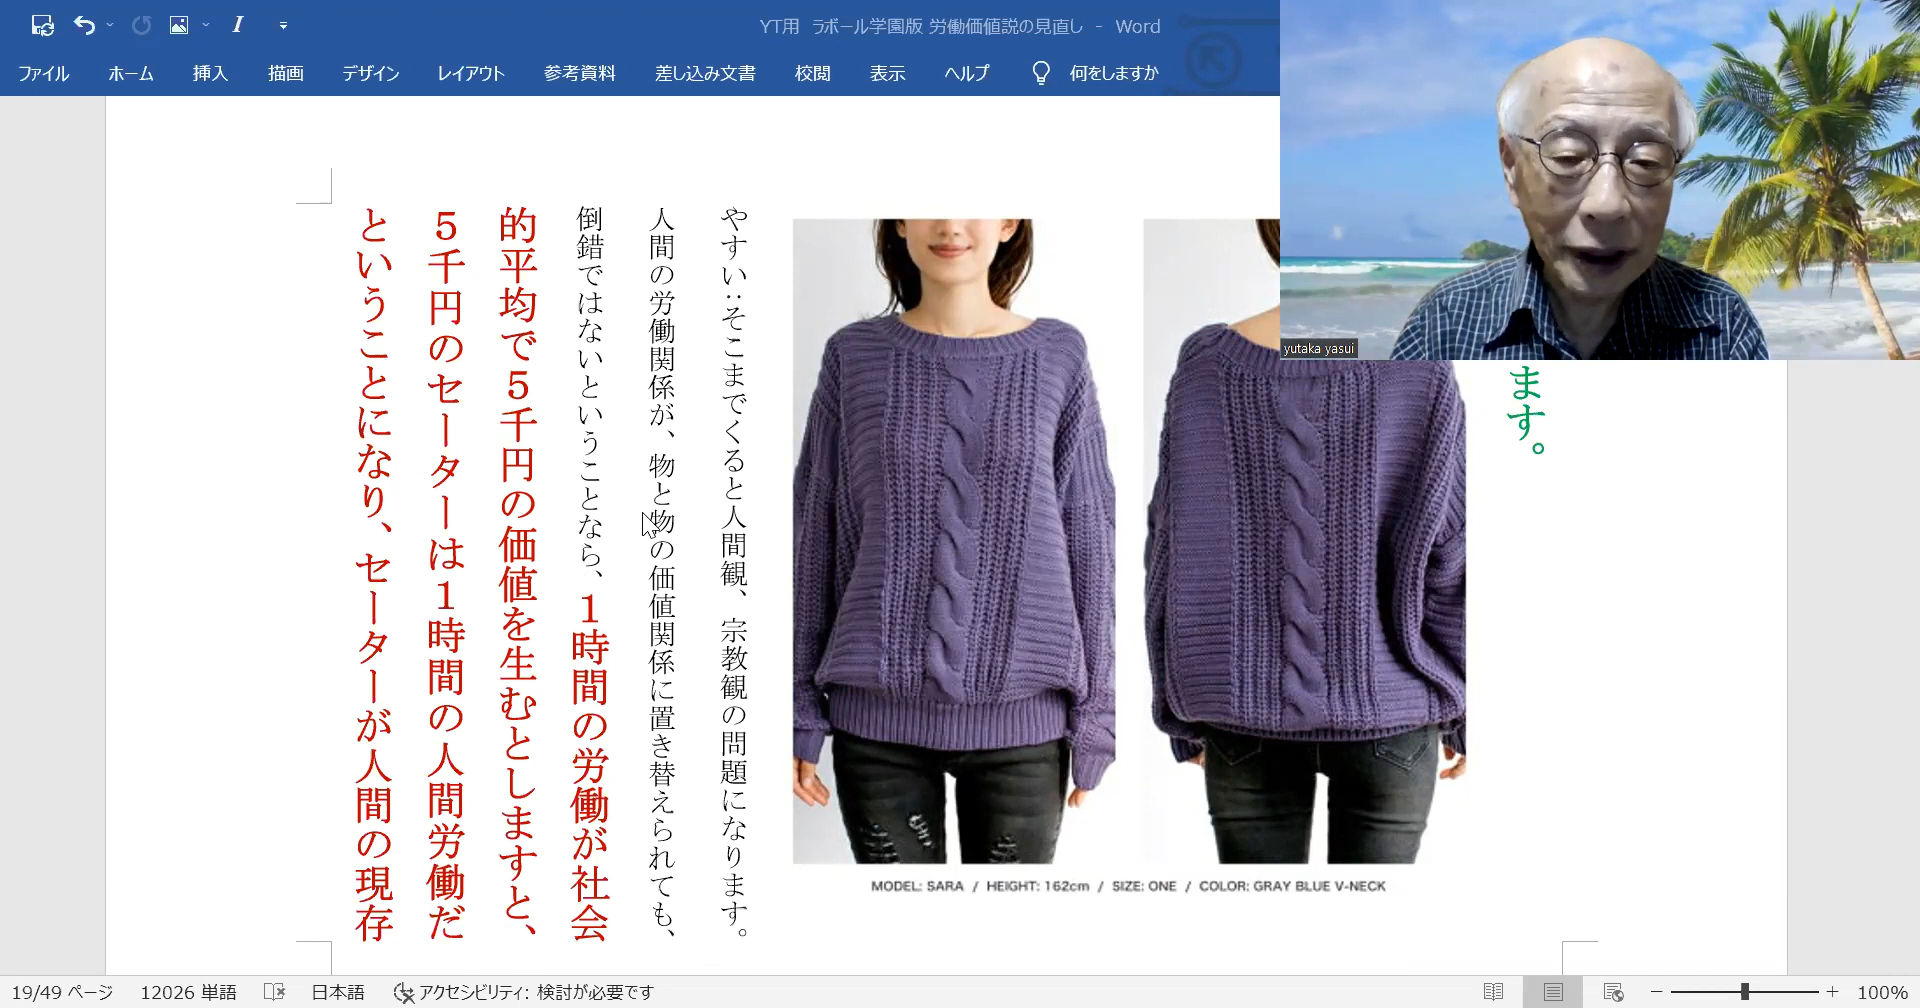 YT用 ラボール学園版 労働価値説の見直し - Word
ファイル ホーム 挿入 描画 デザイン レイアウト 参考資料 差し込み文書 校閲 表示 ヘルプ 何をしますか
yutaka yasui
ます。
MODEL: SARA / HEIGHT: 162cm / SIZE: ONE / COLOR: GRAY BLUE V-NECK
やすい:そこまでくると人間観、宗教観の問題になります。
人間の労働関係が、物と物の価値関係に置き替えられても、
倒錯ではないということなら、1時間の労働が社会
的平均で5千円の価値を生むとしますと、
5千円のセーターは1時間の人間労働だ
ということになり、セーターが人間の現存
19/49 ページ 12026 単語 日本語 アクセシビリティ: 検討が必要です 100%